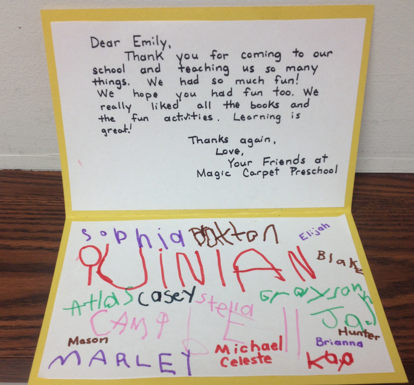 Dear Emily,
Thank you for coming to our
school and teaching us so many
things. We had so much fun!
We hope you had fun too. We
really liked all the books and
the fun activities. Learning is
great!
Thanks again,
Love,
Your Friends at
Magic Carpet Preschool
Sophia
Elijah
QUINIAN
Blake
Atlas casey stella
Grayson
CAMP
Hunter
Mason
Brianna
MARLEY
Michael
Celeste